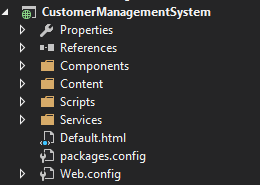 CustomerManagementSystem
Properties
References
Components
Content
Scripts
Services
Default.html
packages.config
Web.config